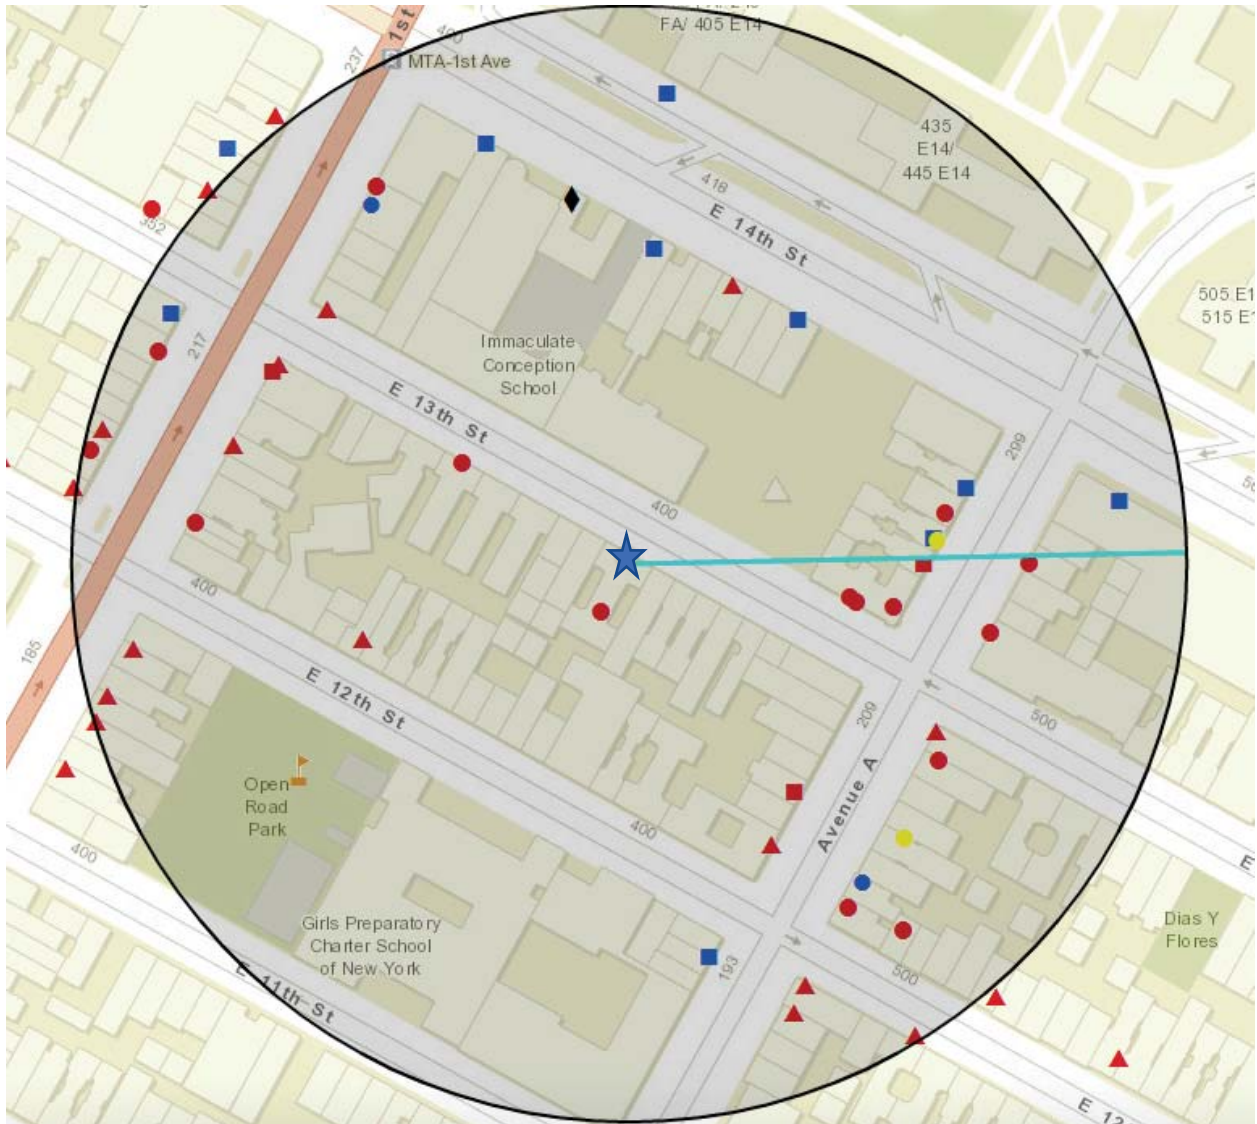 FA/ 405 E14
1st
400
MTA-1st Ave
237
435
E14/
445 E14
418
E 14th St
352
505 E1
515 E1
217
Immaculate
Conception
School
E 13th St
299
400
400
185
E 12th St
209
500
Open
Road
Park
Avenue A
400
400
E
Girls Preparatory
Charter School
of New York
Dias Y
Flores
193
500
E 11th St
E 12